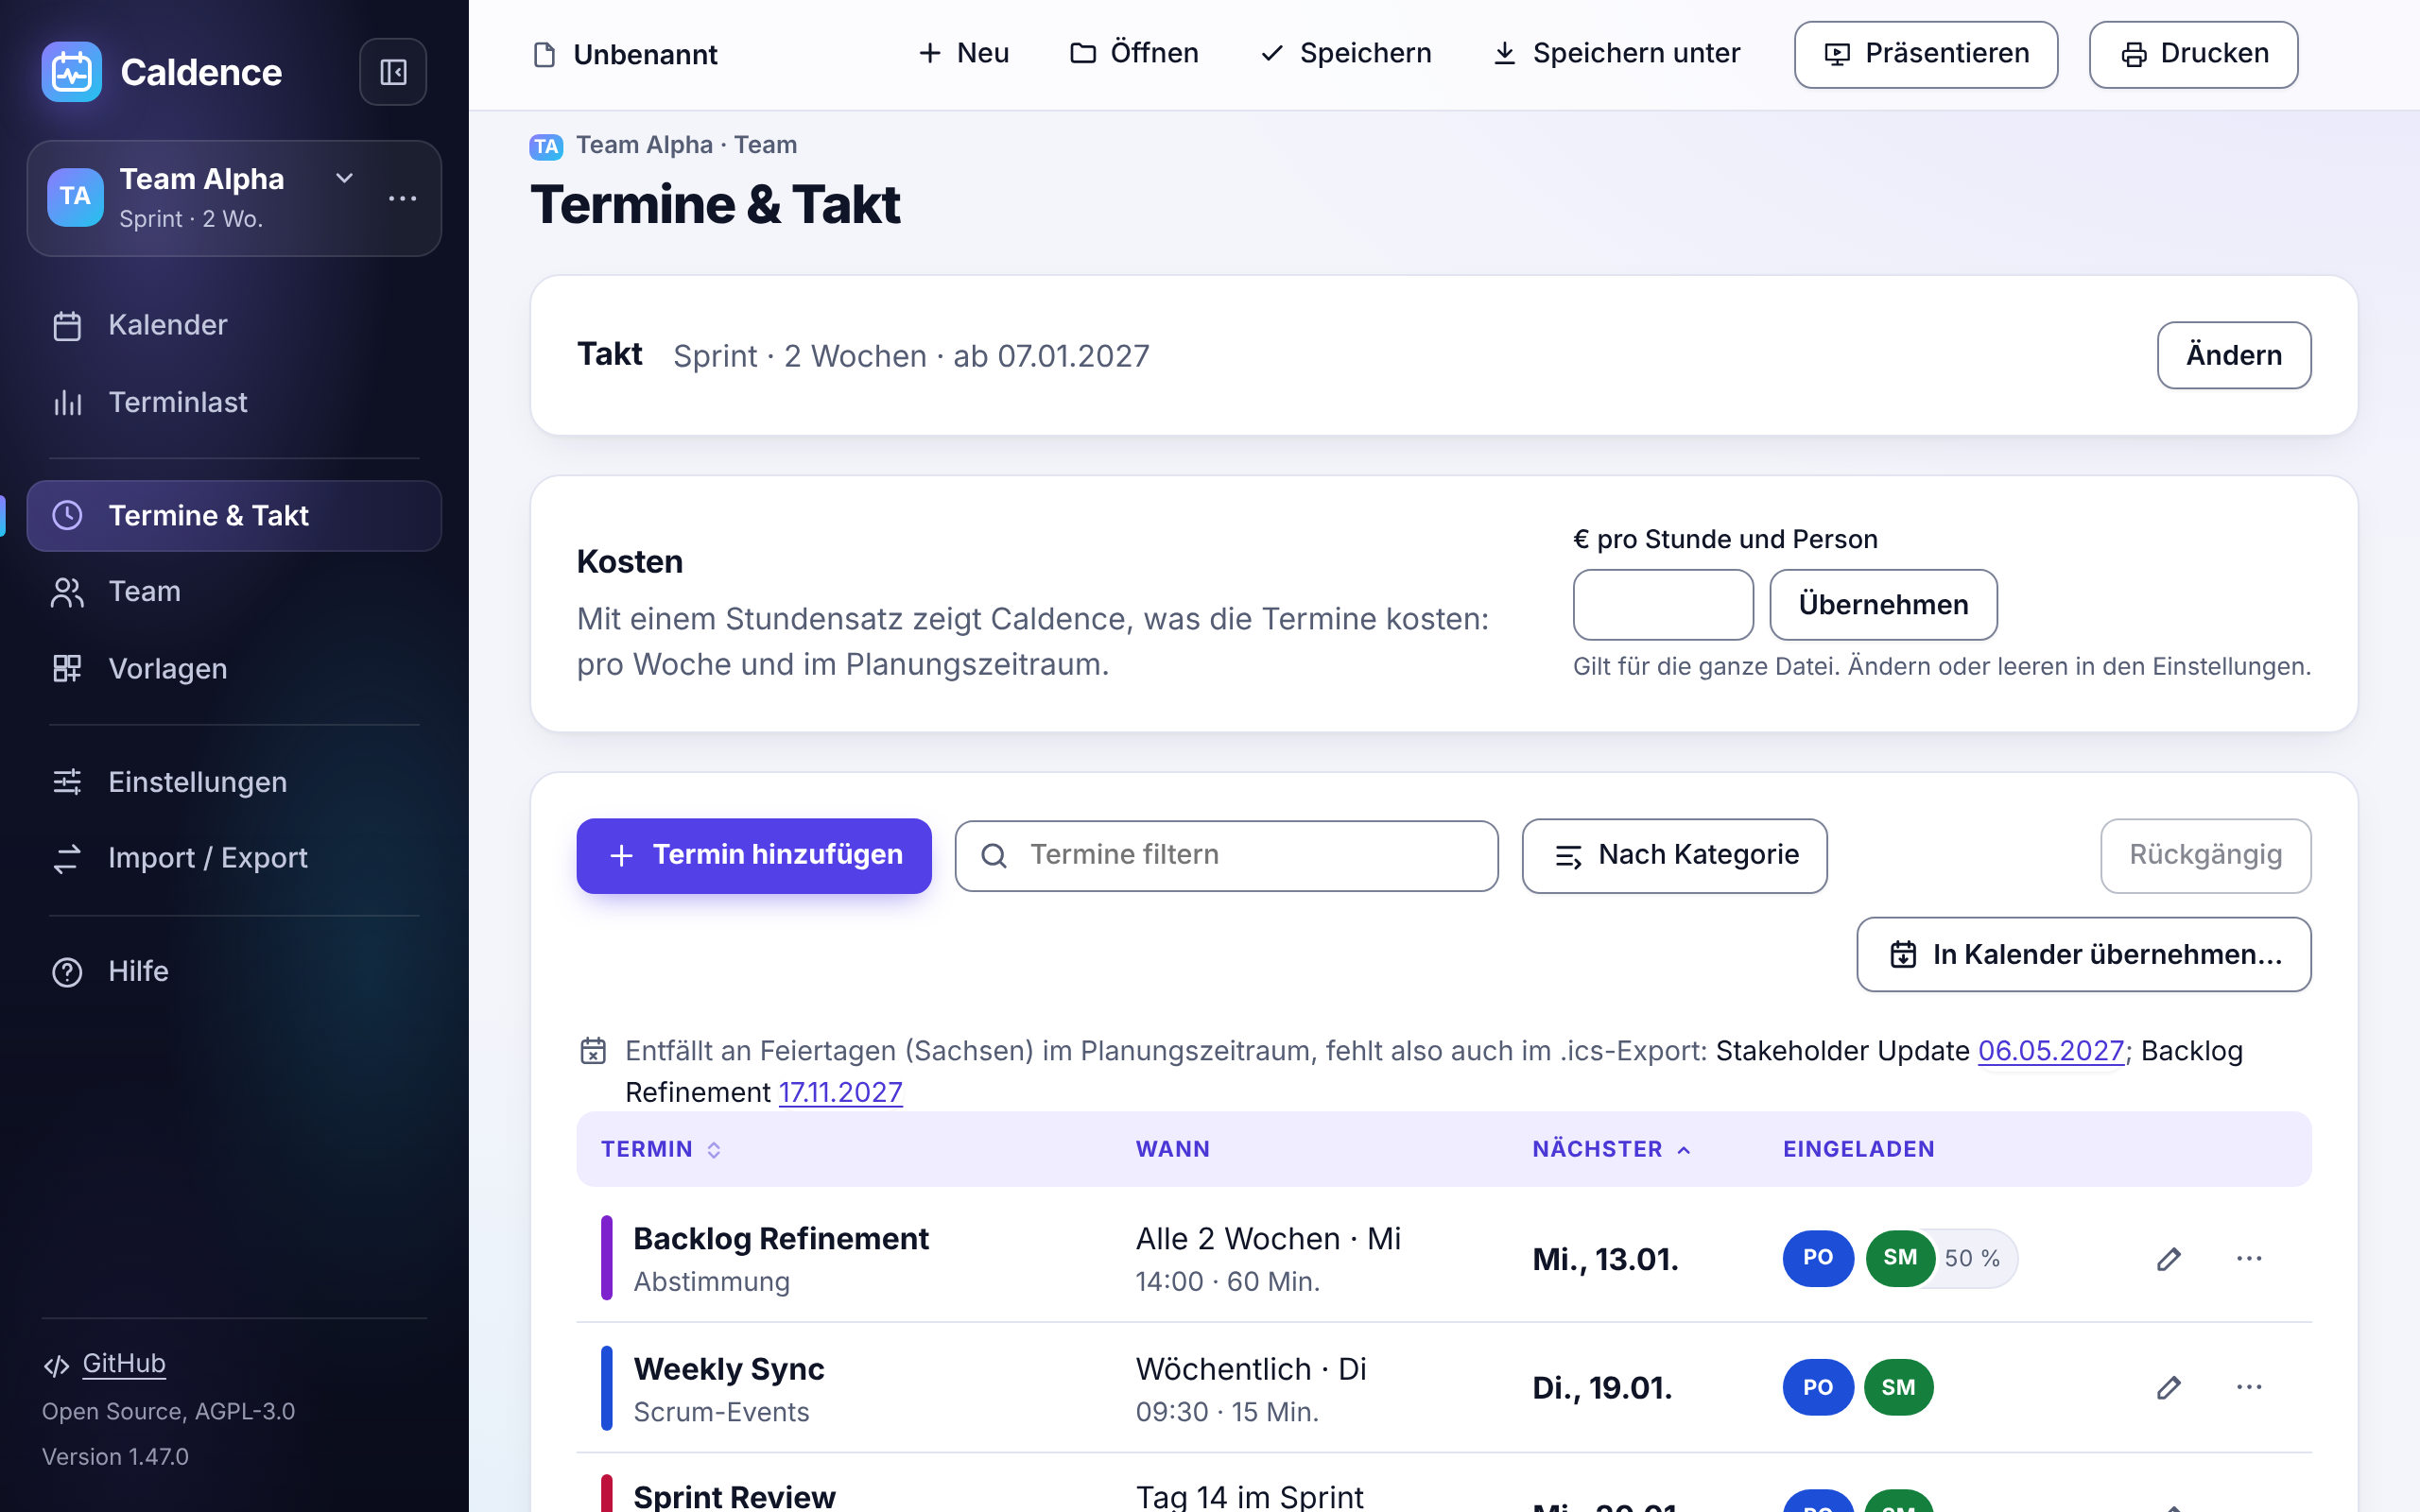 Caldence
TA
Team Alpha
Sprint · 2 Wo.
Kalender
Terminlast
Termine & Takt
Team
Vorlagen
Einstellungen
Import / Export
Hilfe
GitHub
Open Source, AGPL-3.0
Version 1.47.0
Unbenannt
Neu
Öffnen
Speichern
Speichern unter
Präsentieren
Drucken
TA Team Alpha · Team
Termine & Takt
Takt Sprint · 2 Wochen · ab 07.01.2027
Ändern
Kosten
Mit einem Stundensatz zeigt Caldence, was die Termine kosten:
pro Woche und im Planungszeitraum.
€ pro Stunde und Person
Übernehmen
Gilt für die ganze Datei. Ändern oder leeren in den Einstellungen.
Termin hinzufügen
Termine filtern
Nach Kategorie
Rückgängig
In Kalender übernehmen...
Entfällt an Feiertagen (Sachsen) im Planungszeitraum, fehlt also auch im .ics-Export: Stakeholder Update 06.05.2027; Backlog
Refinement 17.11.2027
TERMIN WANN NÄCHSTER EINGELADEN
Backlog Refinement
Abstimmung
Alle 2 Wochen · Mi
14:00 · 60 Min.
Mi., 13.01.
PO SM 50 %
Weekly Sync
Scrum-Events
Wöchentlich · Di
09:30 · 15 Min.
Di., 19.01.
PO SM
Sprint Review
Tag 14 im Sprint